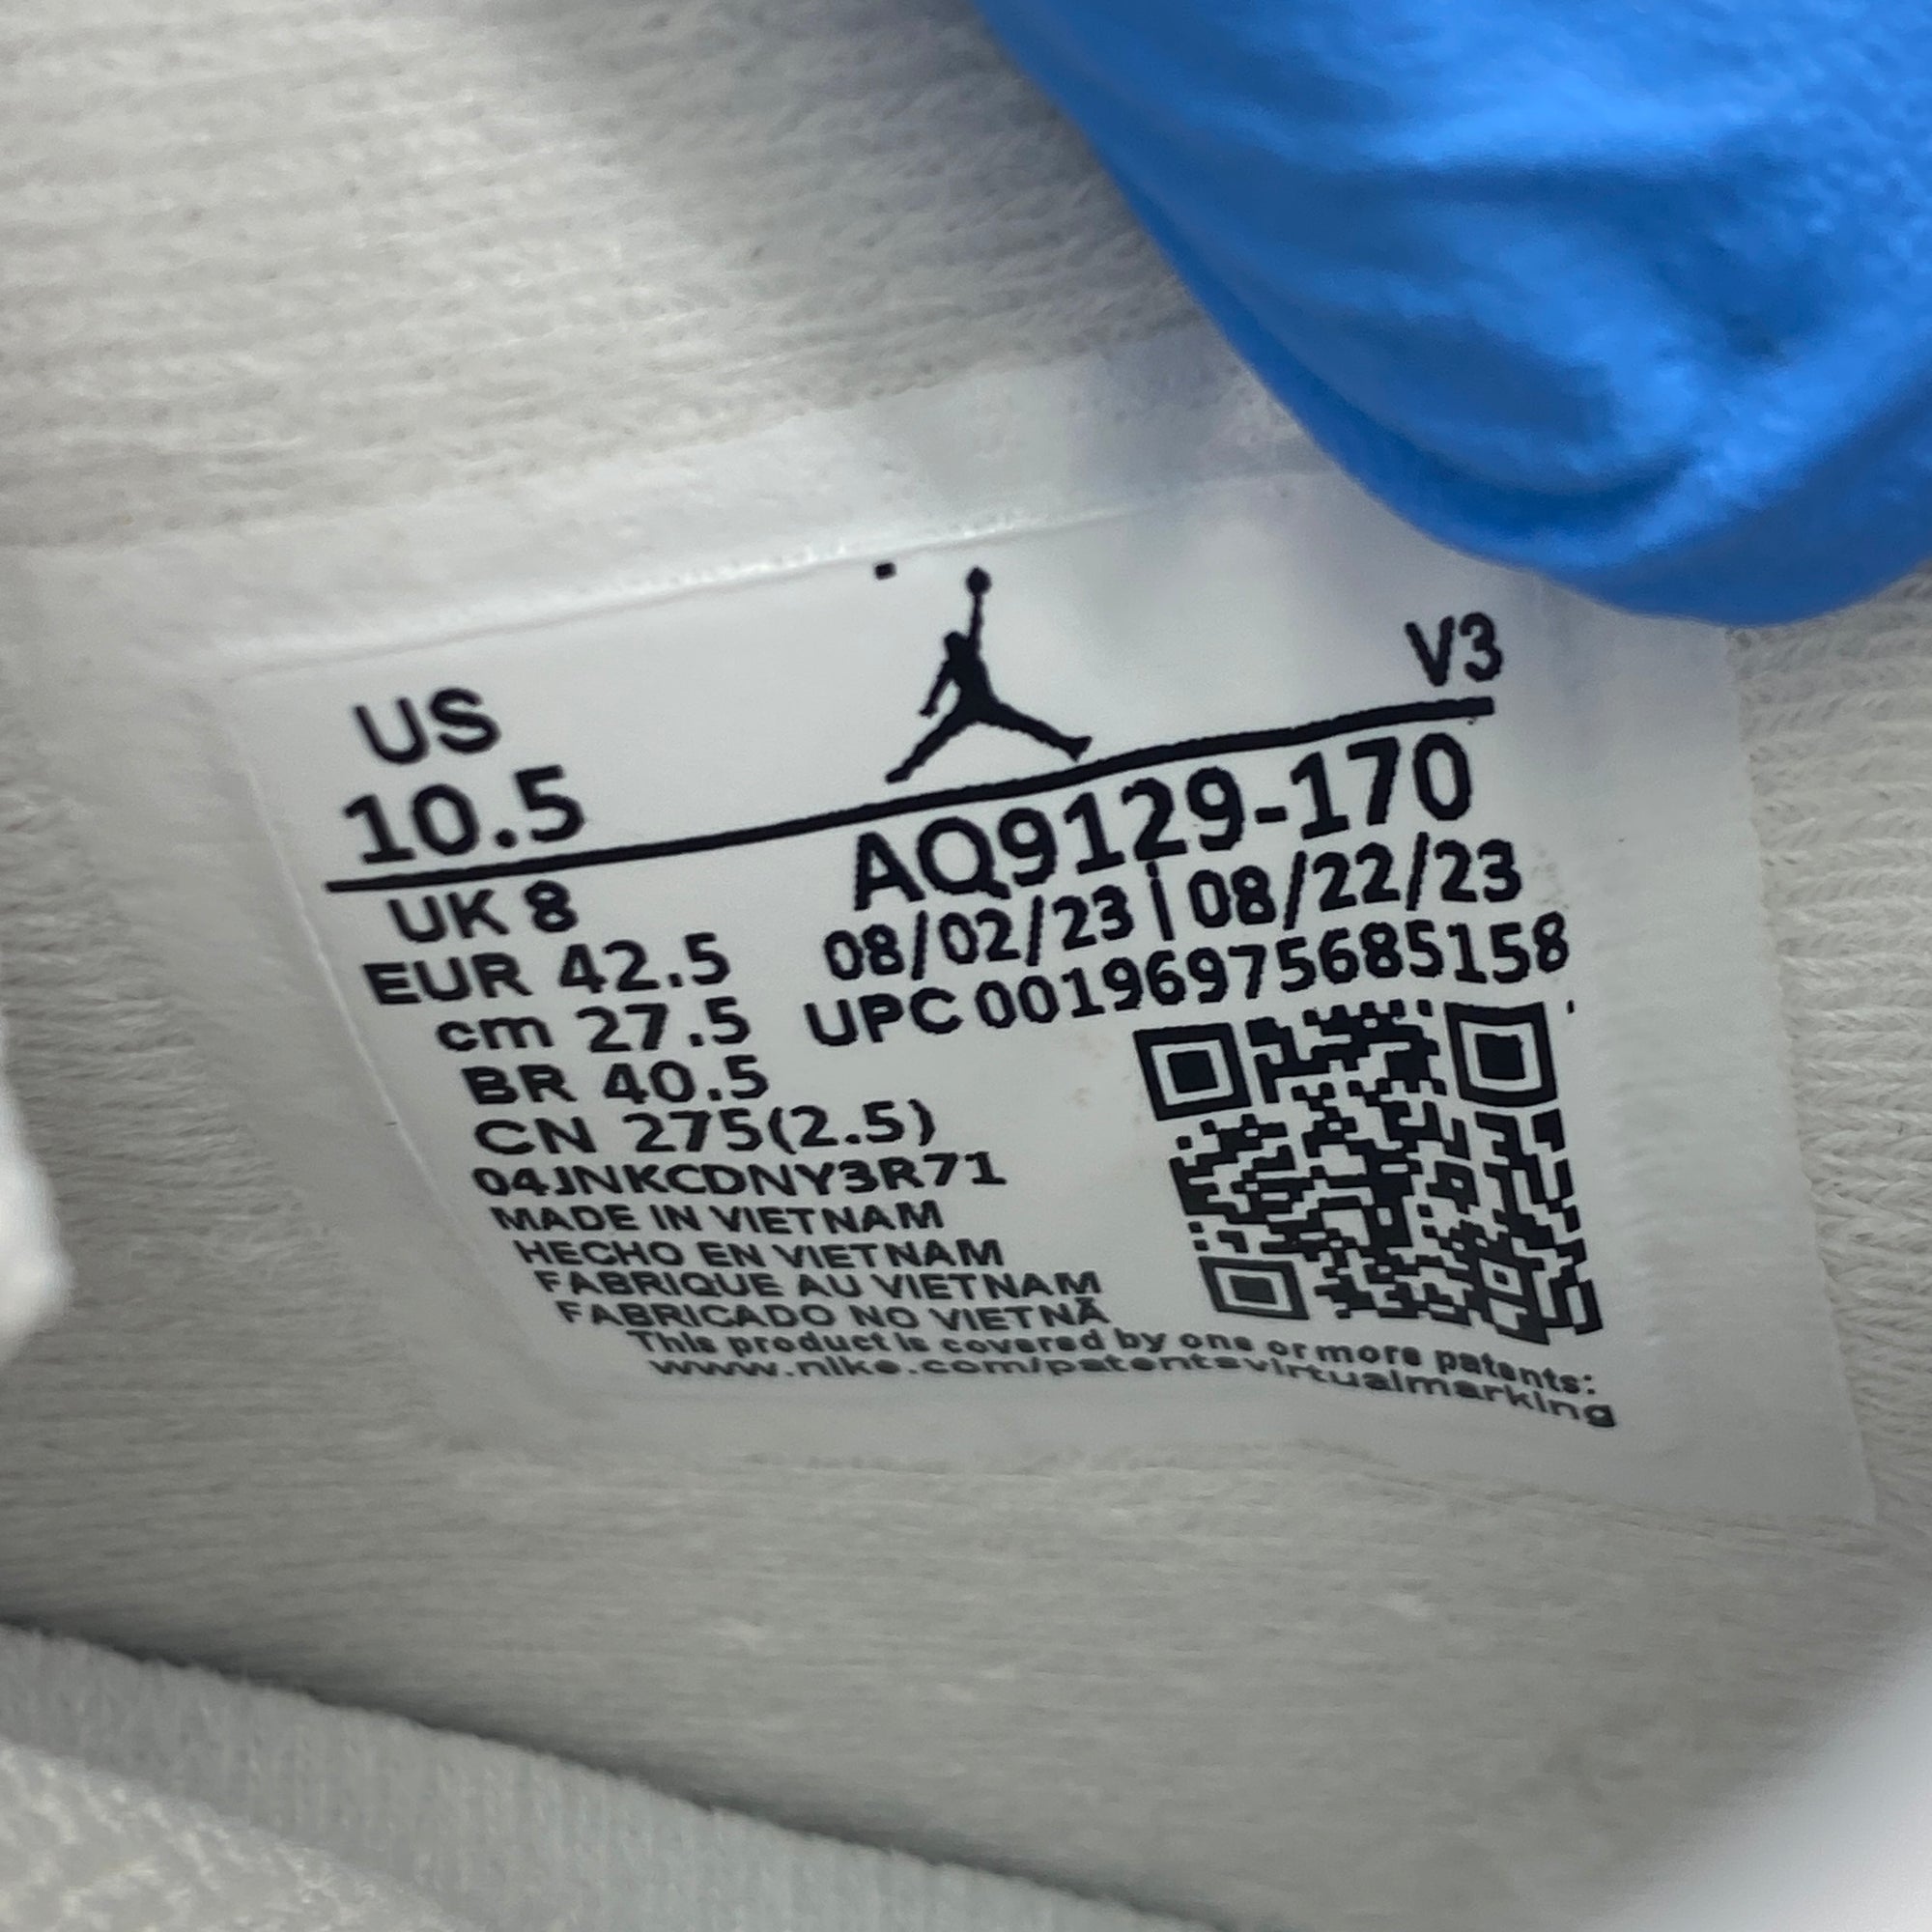 US
V3
10.5
AQ9129-170
UK 8
08/02/23 | 08/22/23
EUR 42.5
UPC 00196975685158
cm 27.5
BR 40.5
CN 275(2.5)
04JNKCDNY3R71
MADE IN VIETNAM
HECHO EN VIETNAM
FABRIQUE AU VIETNAM
FABRICADO NO VIETNÃ
This product is covered by one or more patents:
www.nike.com/patentsvirtualmarking